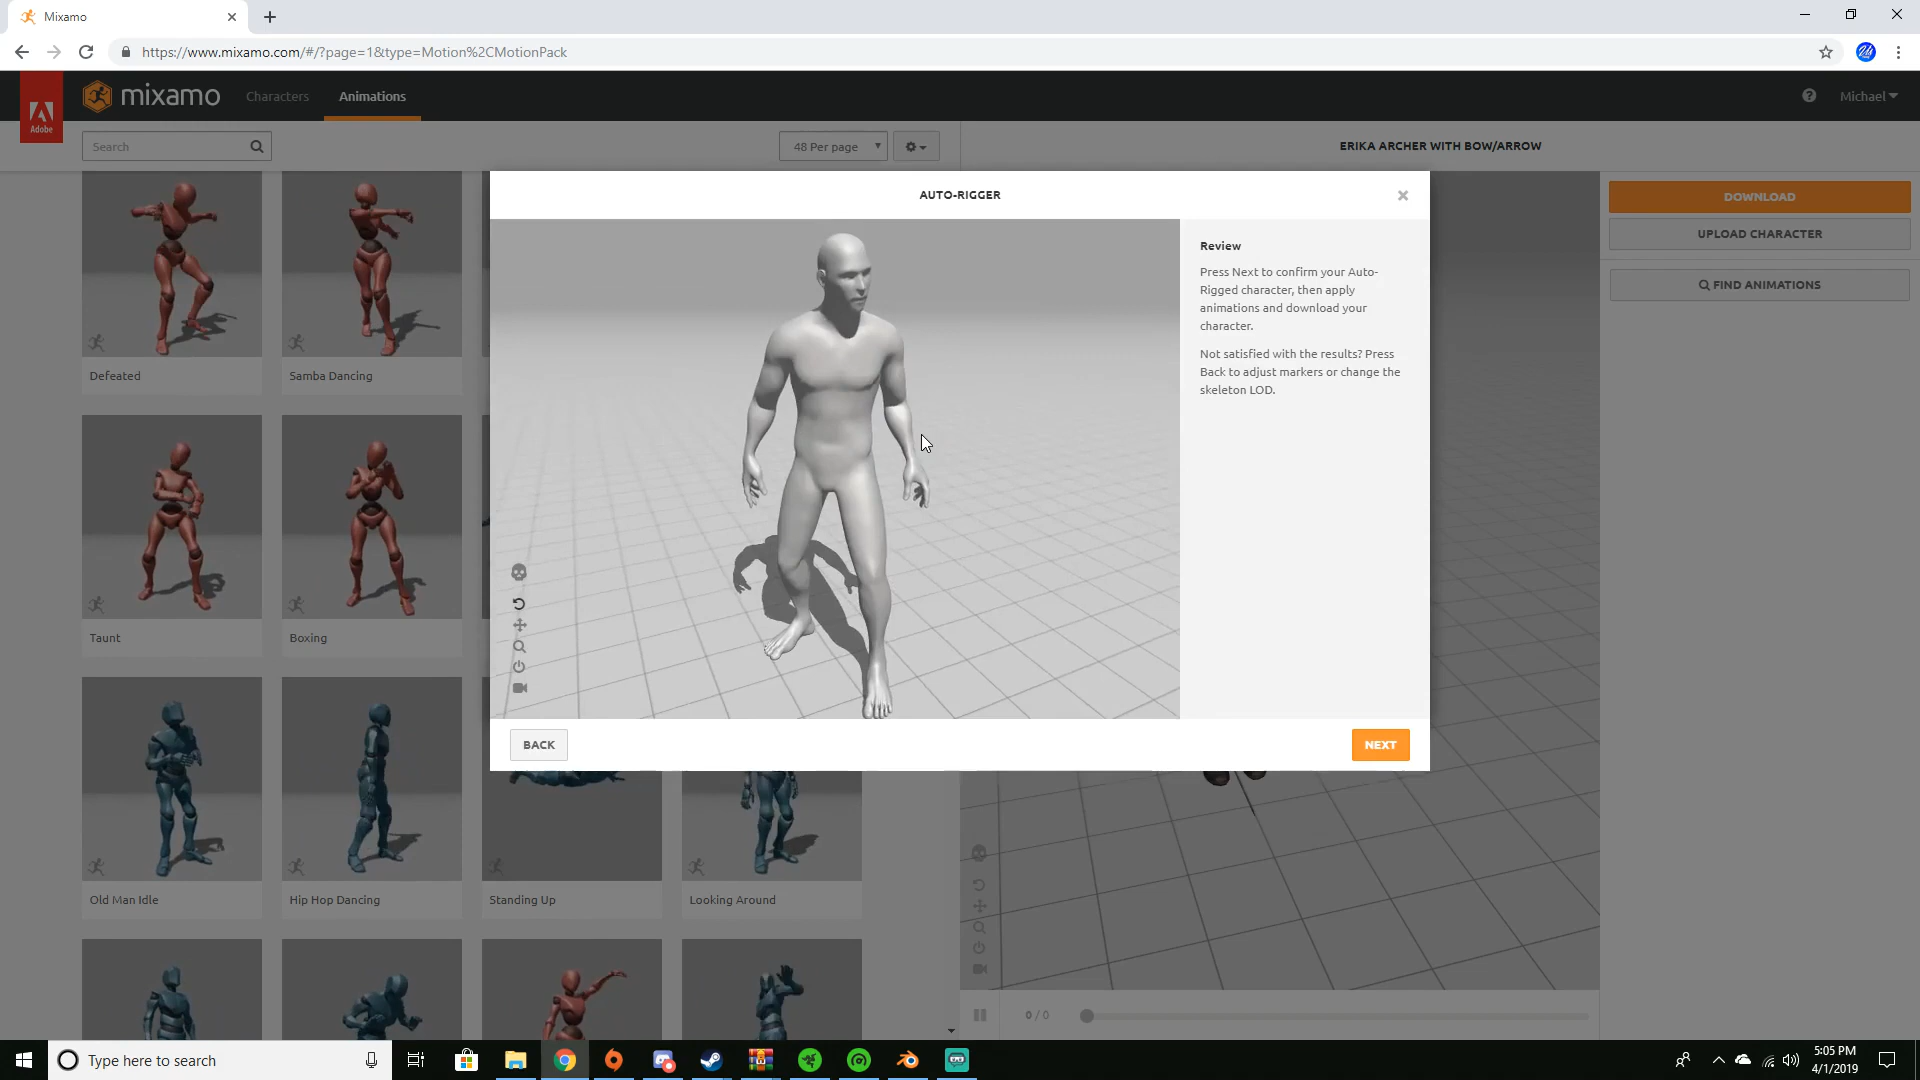 Mixamo
https://www.mixamo.com/#/?page=1&type=Motion%2CMotionPack
Adobe
mixamo
Characters
Animations
Michael
Search
48 Per page
ERIKA ARCHER WITH BOW/ARROW
AUTO-RIGGER
DOWNLOAD
UPLOAD CHARACTER
FIND ANIMATIONS
Review
Press Next to confirm your Auto-
Rigged character, then apply
animations and download your
character.
Not satisfied with the results? Press
Back to adjust markers or change the
skeleton LOD.
Defeated
Samba Dancing
Taunt
Boxing
BACK
NEXT
Old Man Idle
Hip Hop Dancing
Standing Up
Looking Around
0 / 0
Type here to search
5:05 PM
4/1/2019